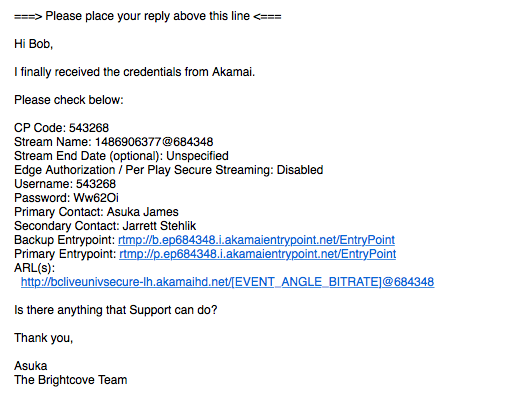 ===> Please place your reply above this line <===
Hi Bob,
I finally received the credentials from Akamai.
Please check below:
CP Code: 543268
Stream Name: 1486906377@684348
Stream End Date (optional): Unspecified
Edge Authorization / Per Play Secure Streaming: Disabled
Username: 543268
Password: Ww62Oi
Primary Contact: Asuka James
Secondary Contact: Jarrett Stehlik
Backup Entrypoint: rtmp://b.ep684348.i.akamaientrypoint.net/EntryPoint
Primary Entrypoint: rtmp://p.ep684348.i.akamaientrypoint.net/EntryPoint
ARL(s):
http://bcliveunivsecure-lh.akamaihd.net/[EVENT_ANGLE_BITRATE]@684348
Is there anything that Support can do?
Thank you,
Asuka
The Brightcove Team